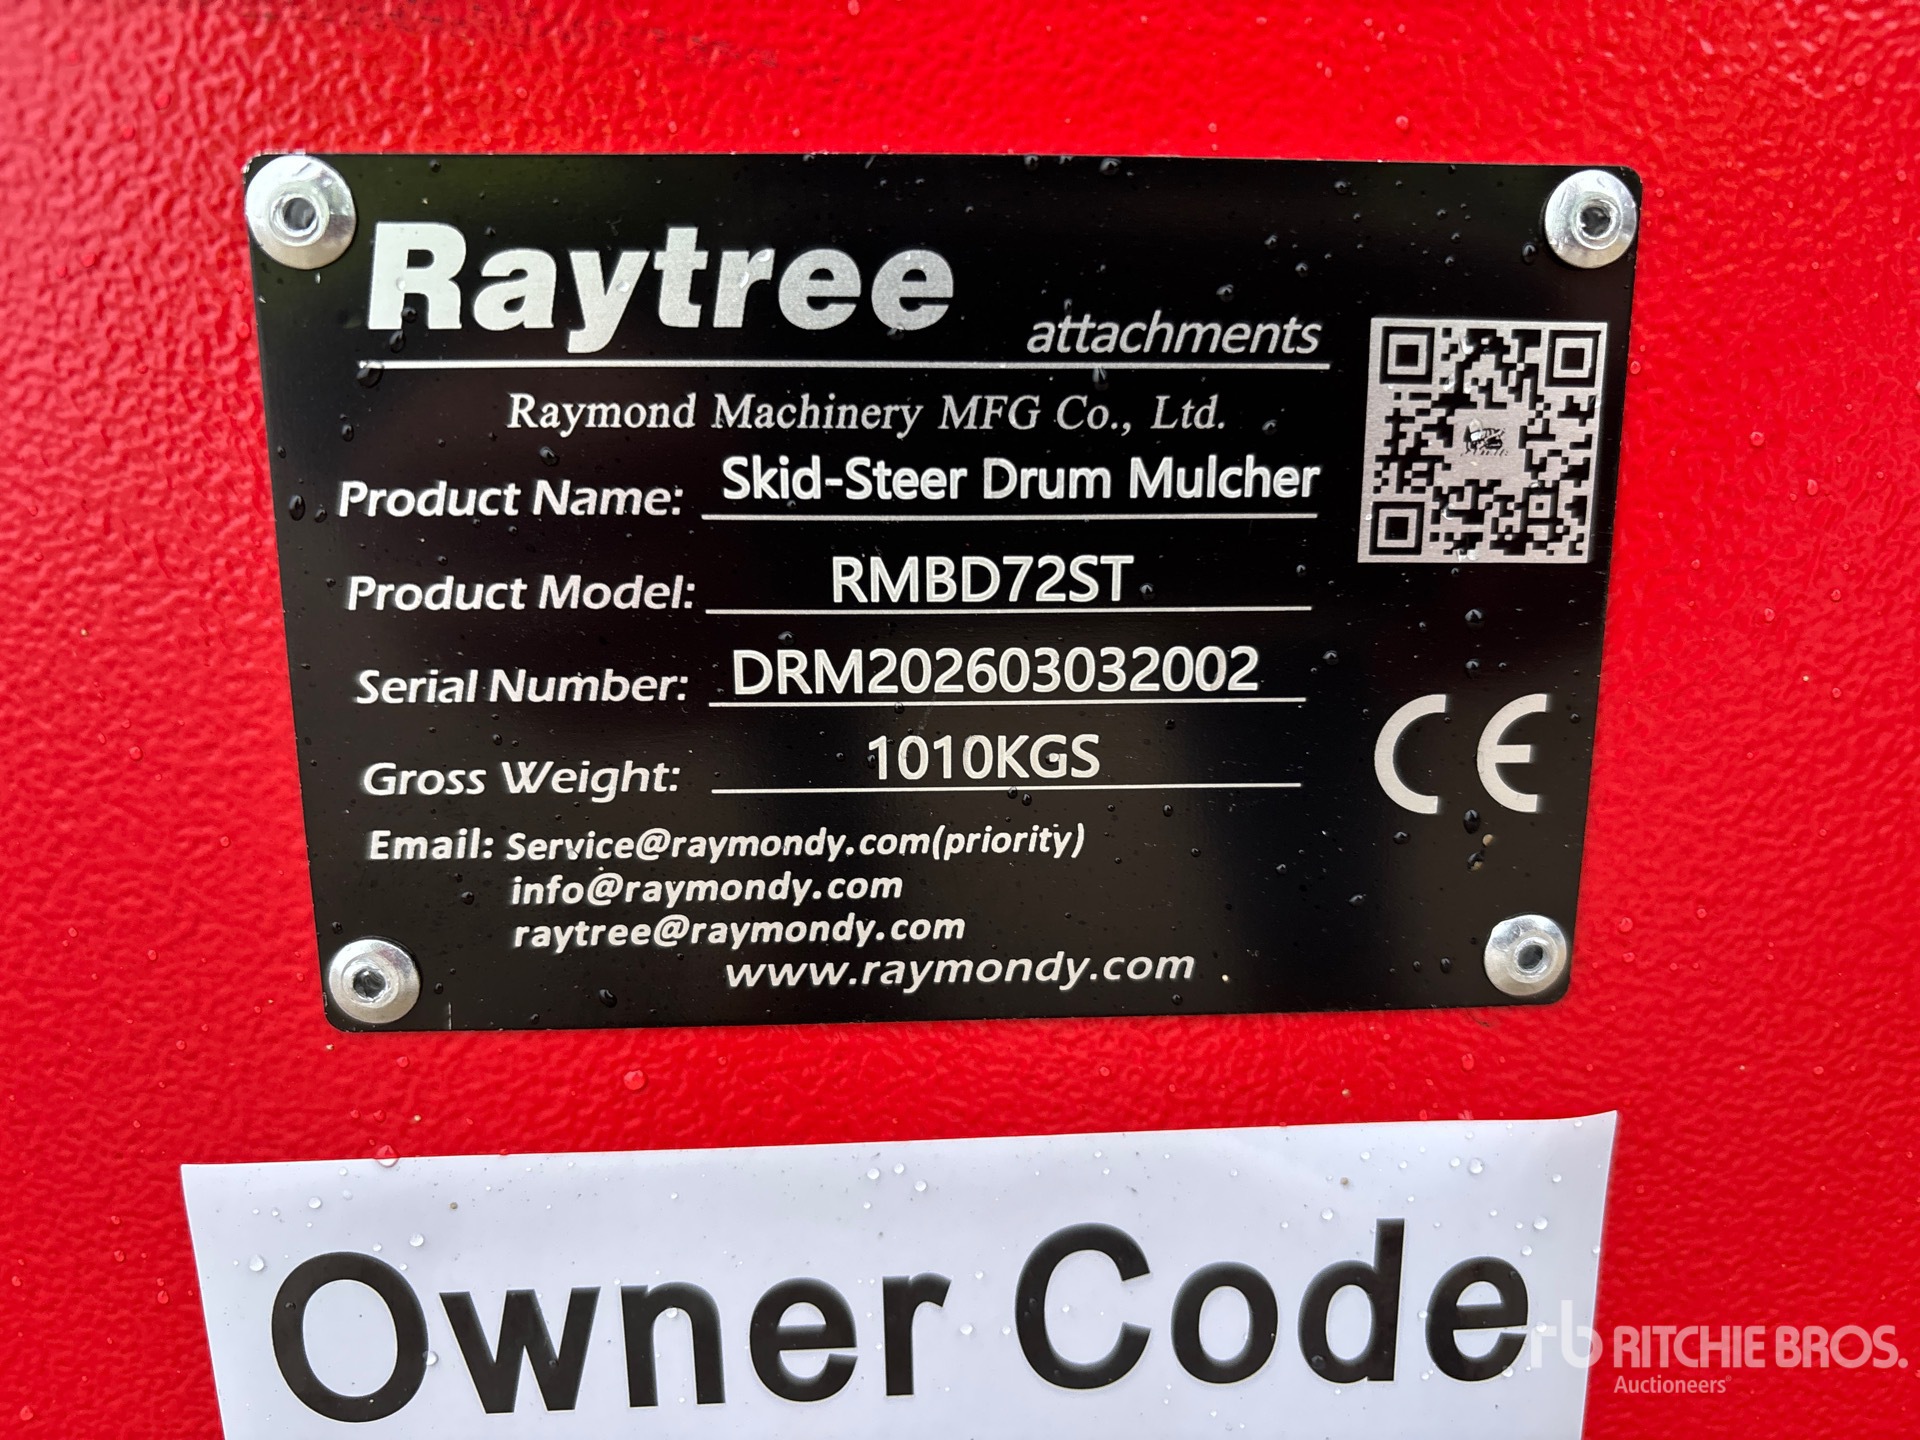 Raytree
attachments
Raymond Machinery MFG Co., Ltd.
Product Name: Skid-Steer Drum Mulcher
Product Model: RMBD72ST
Serial Number: DRM202603032002
Gross Weight: 1010KGS
CE
Email: Service@raymondy.com(priority)
info@raymondy.com
raytree@raymondy.com
www.raymondy.com
Owner Code
rb RITCHIE BROS.
Auctioneers